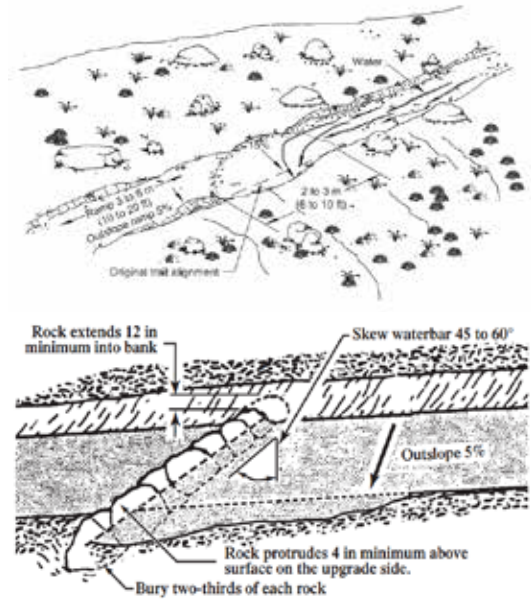 Water
Ramp 3 to 6 m
(10 to 20 ft)
Outslope ramp 5%
2 to 3 m
(6 to 10 ft)
Original trail alignment
Rock extends 12 in
minimum into bank
Skew waterbar 45 to 60°
Outslope 5%
Rock protrudes 4 in minimum above
surface on the upgrade side.
Bury two-thirds of each rock